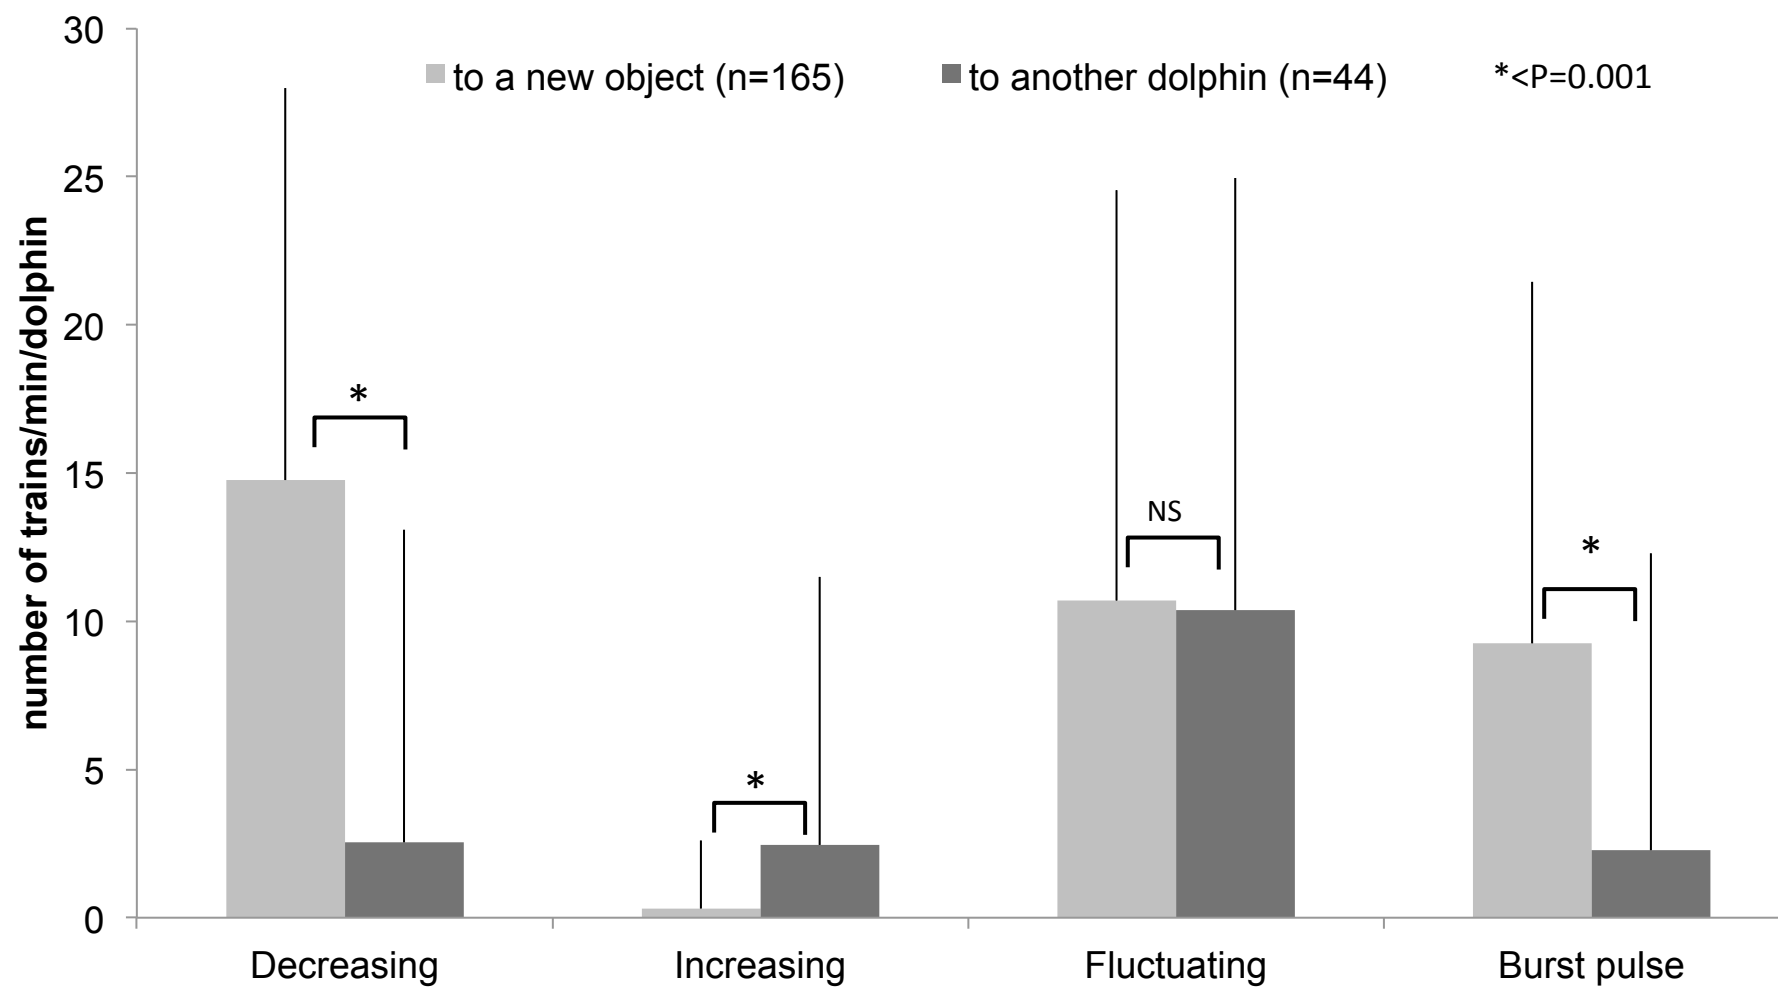 30
to a new object (n=165)
to another dolphin (n=44)
*<P=0.001
25
20
15
10
5
0
number of trains/min/dolphin
*
*
NS
*
Decreasing
Increasing
Fluctuating
Burst pulse